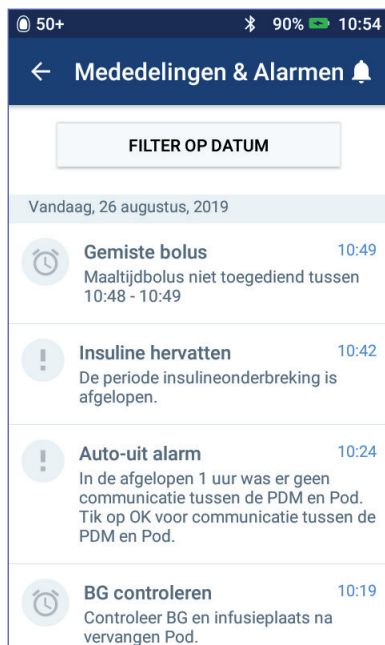 50+ 90% 10:54
Mededelingen & Alarmen
FILTER OP DATUM
Vandaag, 26 augustus, 2019
Gemiste bolus 10:49
Maaltijdbolus niet toegediend tussen
10:48 - 10:49
Insuline hervatten 10:42
De periode insulineonderbreking is
afgelopen.
Auto-uit alarm 10:24
In de afgelopen 1 uur was er geen
communicatie tussen de PDM en Pod.
Tik op OK voor communicatie tussen de
PDM en Pod.
BG controleren 10:19
Controleer BG en infusieplaats na
vervangen Pod.